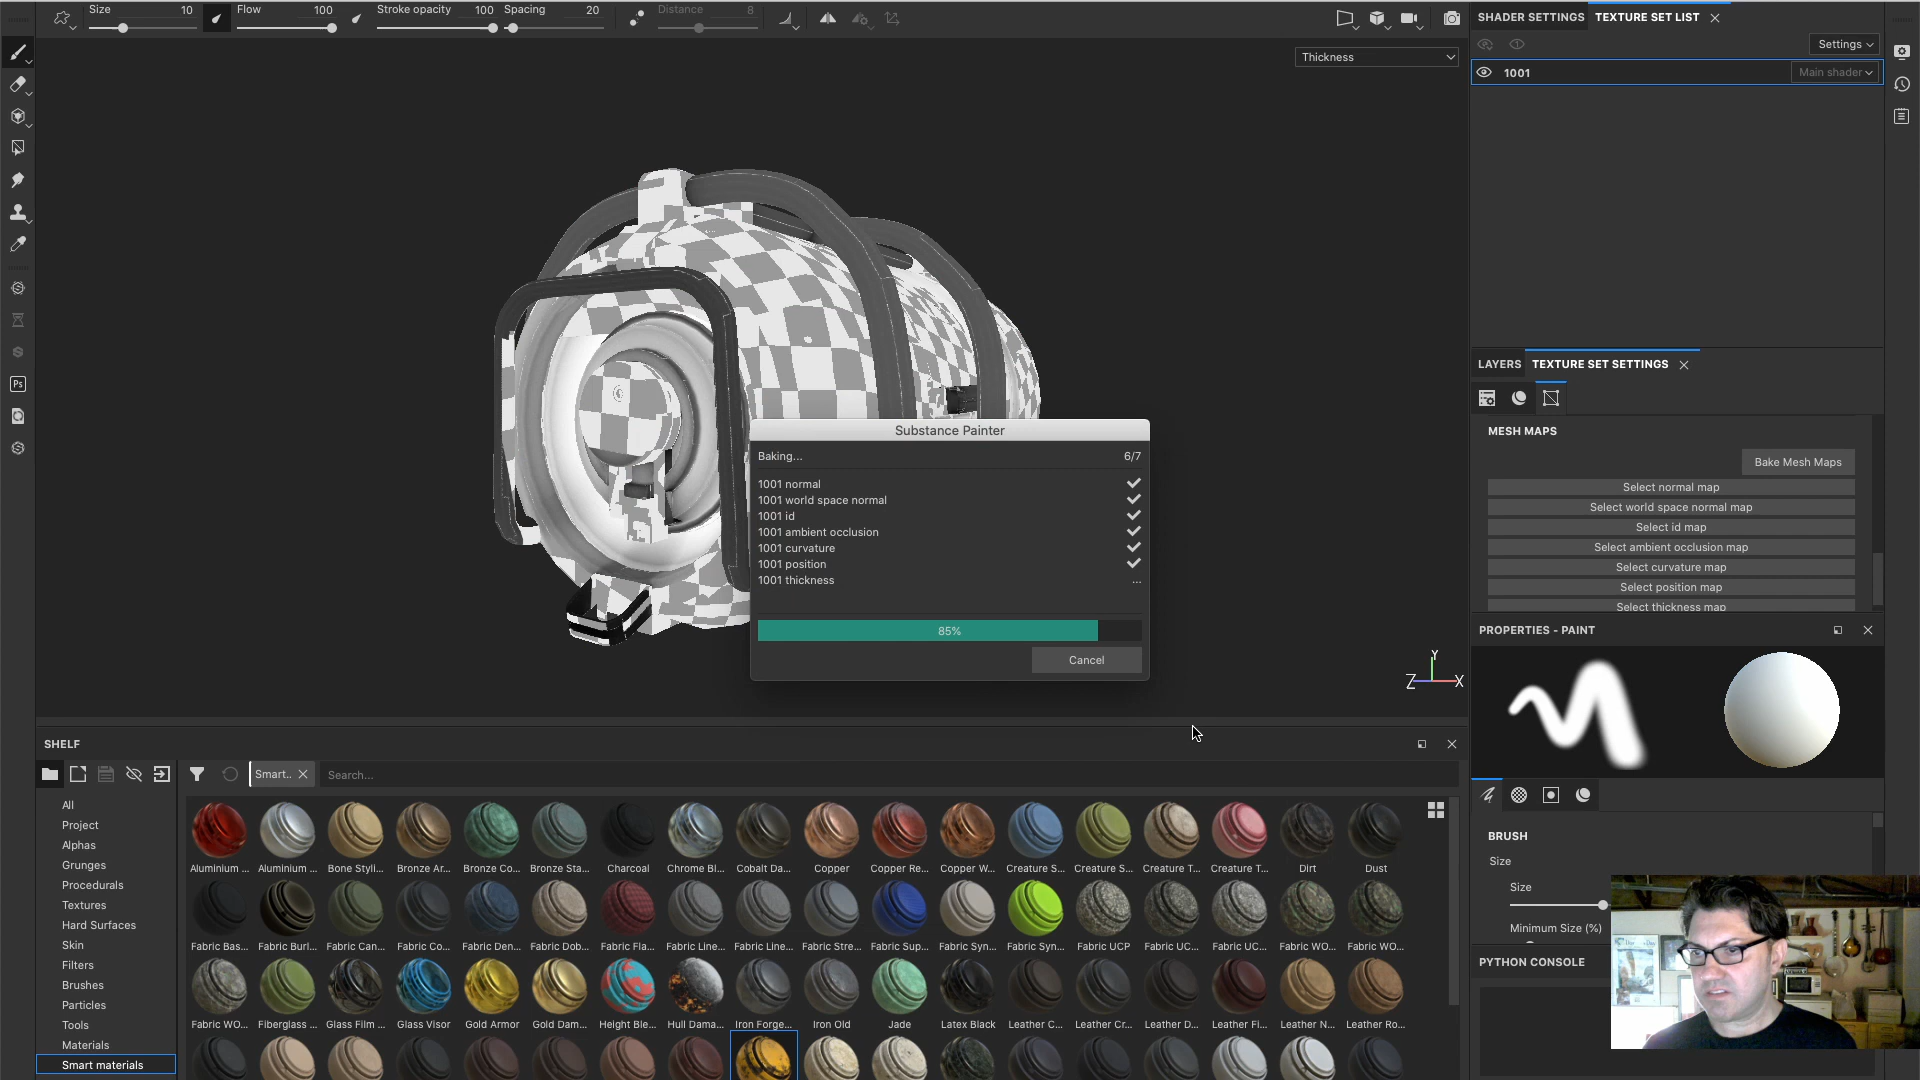 Size 10 Flow 100 Stroke opacity 100 Spacing 20 Distance 8
SHADER SETTINGS TEXTURE SET LIST
Settings
Thickness
1001 Main shader
LAYERS TEXTURE SET SETTINGS
Ps
MESH MAPS
Bake Mesh Maps
Select normal map
Select world space normal map
Select id map
Select ambient occlusion map
Select curvature map
Select position map
Select thickness map
Substance Painter
Baking... 6/7
1001 normal
1001 world space normal
1001 id
1001 ambient occlusion
1001 curvature
1001 position
1001 thickness ...
85%
Cancel
Y
Z X
PROPERTIES - PAINT
BRUSH
Size
Size
Minimum Size (%)
PYTHON CONSOLE
SHELF
Smart.. Search...
All
Project
Alphas
Grunges
Procedurals
Textures
Hard Surfaces
Skin
Filters
Brushes
Particles
Tools
Materials
Smart materials
Aluminium ... Aluminium ... Bone Styli... Bronze Ar... Bronze Co... Bronze Sta... Charcoal Chrome Bl... Cobalt Da... Copper Copper Re... Copper W... Creature S... Creature S... Creature T... Creature T... Dirt Dust
Fabric Bas... Fabric Burl... Fabric Can... Fabric Co... Fabric Den... Fabric Dob... Fabric Fla... Fabric Line... Fabric Line... Fabric Stre... Fabric Sup... Fabric Syn... Fabric Syn... Fabric UCP Fabric UC... Fabric UC... Fabric WO... Fabric WO...
Fabric WO... Fiberglass ... Glass Film ... Glass Visor Gold Armor Gold Dam... Height Ble... Hull Dama... Iron Forge... Iron Old Jade Latex Black Leather C... Leather Cr... Leather D... Leather Fi... Leather N... Leather Ro...